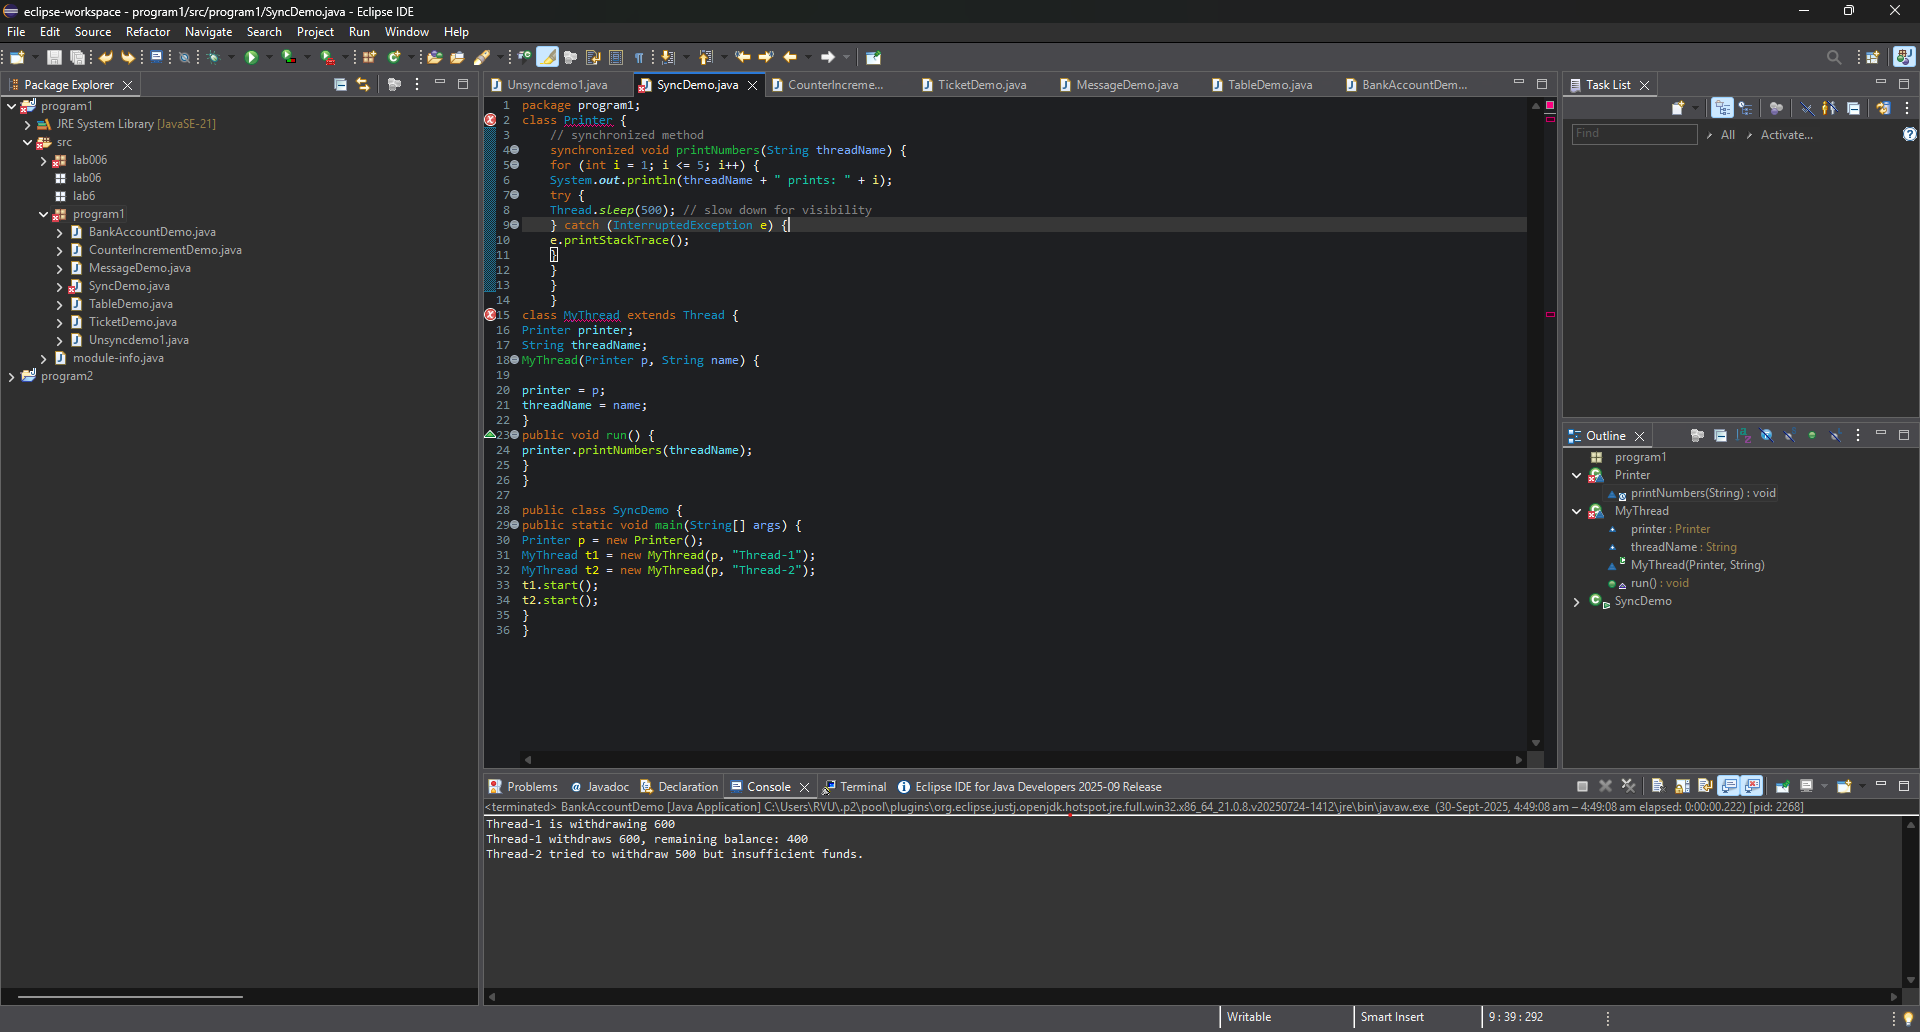 eclipse-workspace - program1/src/program1/SyncDemo.java - Eclipse IDE
File Edit Source Refactor Navigate Search Project Run Window Help
Package Explorer
program1
JRE System Library [JavaSE-21]
src
lab006
lab06
lab6
program1
BankAccountDemo.java
CounterIncrementDemo.java
MessageDemo.java
SyncDemo.java
TableDemo.java
TicketDemo.java
Unsyncdemo1.java
module-info.java
program2
Unsyncdemo1.java SyncDemo.java CounterIncreme... TicketDemo.java MessageDemo.java TableDemo.java BankAccountDem...
1 package program1;
2 class Printer {
3 // synchronized method
4 synchronized void printNumbers(String threadName) {
5 for (int i = 1; i <= 5; i++) {
6 System.out.println(threadName + " prints: " + i);
7 try {
8 Thread.sleep(500); // slow down for visibility
9 } catch (InterruptedException e) {
10 e.printStackTrace();
11 }
12 }
13 }
14 }
15 class MyThread extends Thread {
16 Printer printer;
17 String threadName;
18 MyThread(Printer p, String name) {
19
20 printer = p;
21 threadName = name;
22 }
23 public void run() {
24 printer.printNumbers(threadName);
25 }
26 }
27
28 public class SyncDemo {
29 public static void main(String[] args) {
30 Printer p = new Printer();
31 MyThread t1 = new MyThread(p, "Thread-1");
32 MyThread t2 = new MyThread(p, "Thread-2");
33 t1.start();
34 t2.start();
35 }
36 }
Task List
Find All Activate...
Outline
program1
Printer
printNumbers(String) : void
MyThread
printer : Printer
threadName : String
MyThread(Printer, String)
run() : void
SyncDemo
Problems Javadoc Declaration Console Terminal Eclipse IDE for Java Developers 2025-09 Release
<terminated> BankAccountDemo [Java Application] C:\Users\RVU\.p2\pool\plugins\org.eclipse.justj.openjdk.hotspot.jre.full.win32.x86_64_21.0.8.v20250724-1412\jre\bin\javaw.exe (30-Sept-2025, 4:49:08 am – 4:49:08 am elapsed: 0:00:00.222) [pid: 2268]
Thread-1 is withdrawing 600
Thread-1 withdraws 600, remaining balance: 400
Thread-2 tried to withdraw 500 but insufficient funds.
Writable Smart Insert 9 : 39 : 292